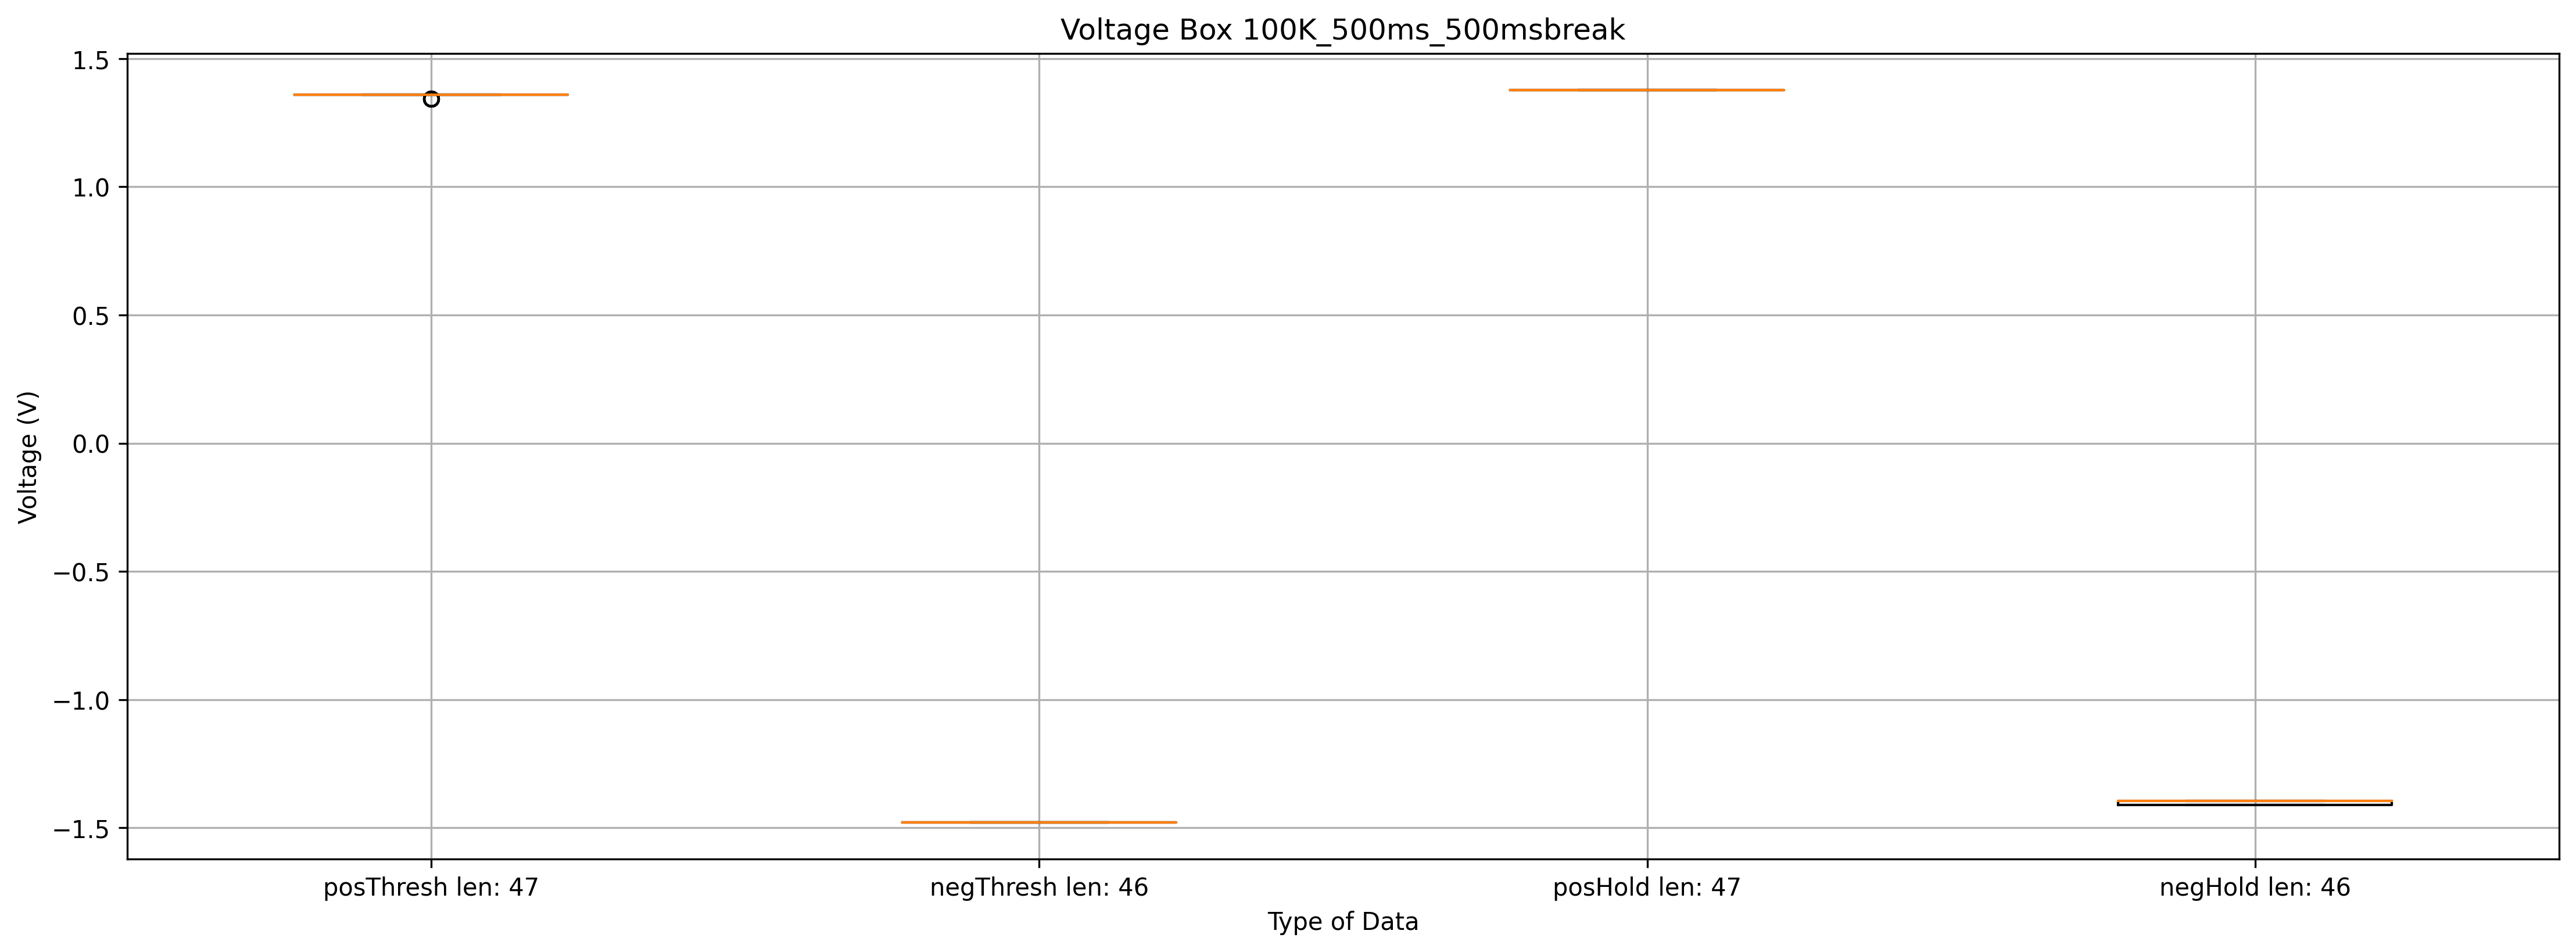 Voltage Box 100K_500ms_500msbreak
1.5
1.0
0.5
0.0
−0.5
−1.0
−1.5
Voltage (V)
posThresh len: 47
negThresh len: 46
posHold len: 47
negHold len: 46
Type of Data